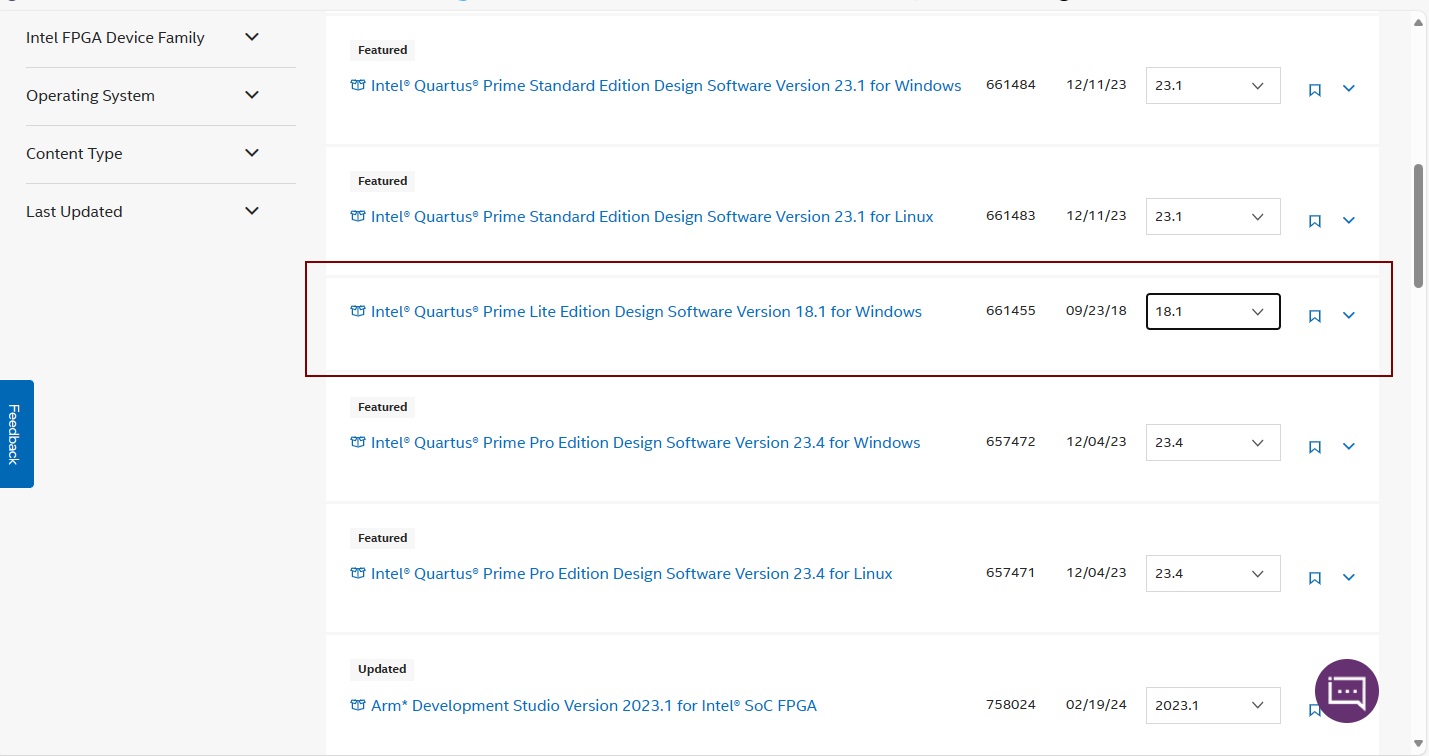 Intel FPGA Device Family
Operating System
Content Type
Last Updated
Feedback
Featured
Intel® Quartus® Prime Standard Edition Design Software Version 23.1 for Windows 661484 12/11/23 23.1
Featured
Intel® Quartus® Prime Standard Edition Design Software Version 23.1 for Linux 661483 12/11/23 23.1
Intel® Quartus® Prime Lite Edition Design Software Version 18.1 for Windows 661455 09/23/18 18.1
Featured
Intel® Quartus® Prime Pro Edition Design Software Version 23.4 for Windows 657472 12/04/23 23.4
Featured
Intel® Quartus® Prime Pro Edition Design Software Version 23.4 for Linux 657471 12/04/23 23.4
Updated
Arm* Development Studio Version 2023.1 for Intel® SoC FPGA 758024 02/19/24 2023.1